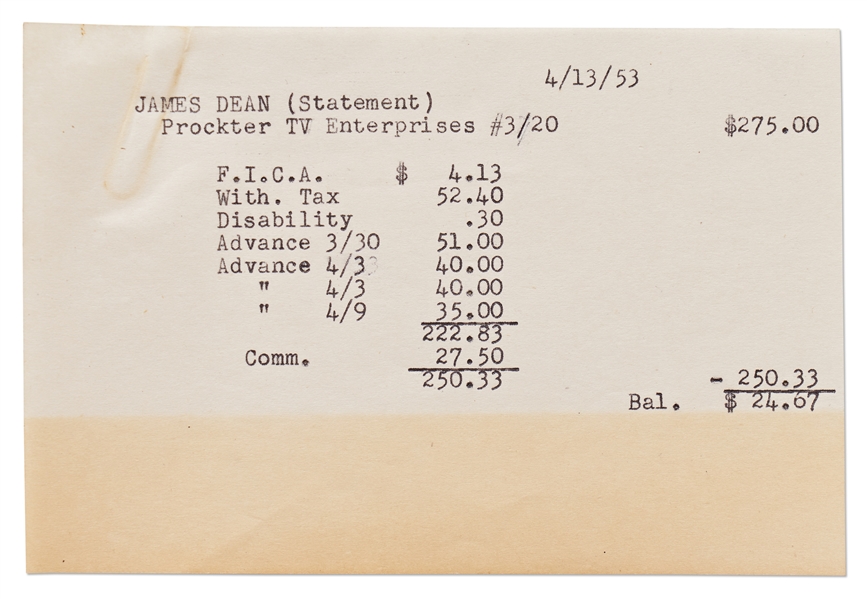 4/13/53
JAMES DEAN (Statement)
Prockter TV Enterprises #3/20 $275.00
F.I.C.A. $ 4.13
With. Tax 52.40
Disability .30
Advance 3/30 51.00
Advance 4/3 40.00
" 4/3 40.00
" 4/9 35.00
222.83
Comm. 27.50
250.33
- 250.33
Bal. $ 24.67